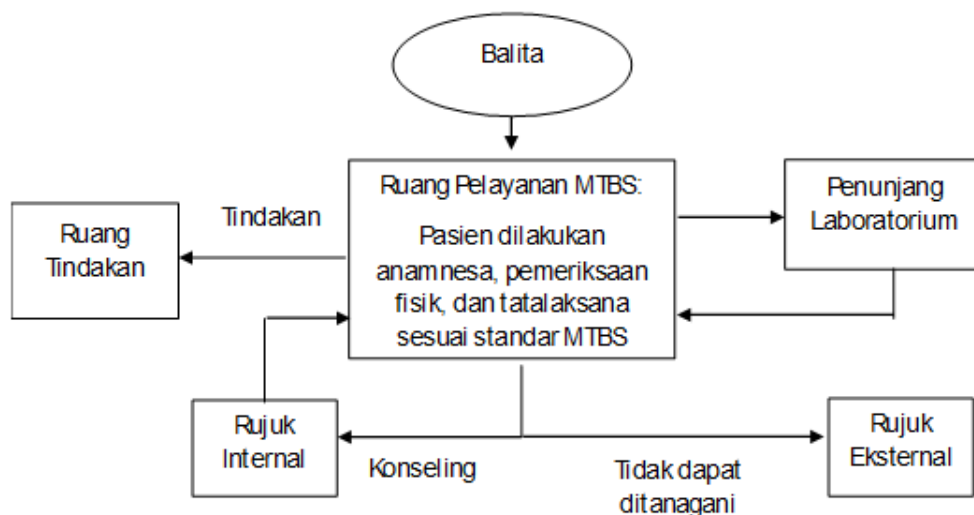 Balita
Ruang Pelayanan MTBS:
Pasien dilakukan
anamnesa, pemeriksaan
fisik, dan tatalaksana
sesuai standar MTBS
Penunjang
Laboratorium
Tindakan
Ruang
Tindakan
Rujuk
Internal
Konseling
Tidak dapat
ditanagani
Rujuk
Eksternal